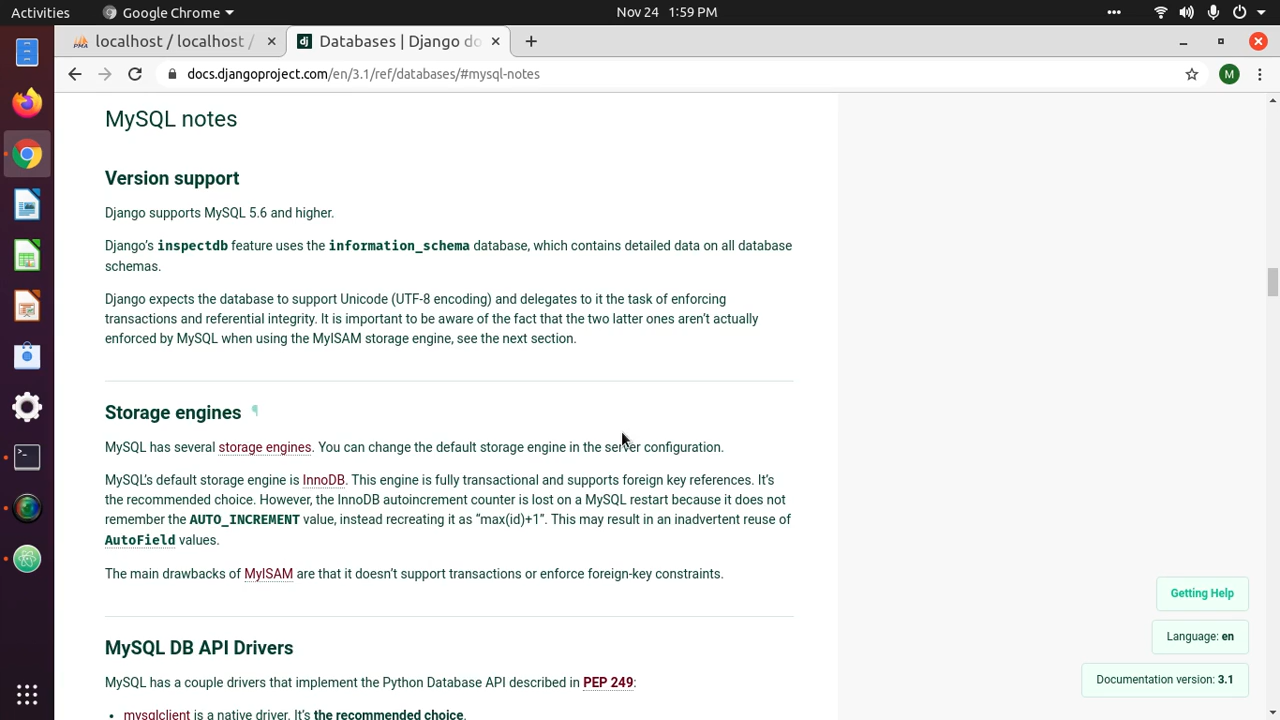 Activities
Google Chrome
Nov 24 1:59 PM
localhost / localhost /
dj
Databases | Django do
docs.djangoproject.com/en/3.1/ref/databases/#mysql-notes
M
MySQL notes
Version support
Django supports MySQL 5.6 and higher.
Django's inspectdb feature uses the information_schema database, which contains detailed data on all database
schemas.
Django expects the database to support Unicode (UTF-8 encoding) and delegates to it the task of enforcing
transactions and referential integrity. It is important to be aware of the fact that the two latter ones aren't actually
enforced by MySQL when using the MyISAM storage engine, see the next section.
Storage engines ¶
MySQL has several storage engines. You can change the default storage engine in the server configuration.
MySQL's default storage engine is InnoDB. This engine is fully transactional and supports foreign key references. It's
the recommended choice. However, the InnoDB autoincrement counter is lost on a MySQL restart because it does not
remember the AUTO_INCREMENT value, instead recreating it as "max(id)+1". This may result in an inadvertent reuse of
AutoField values.
The main drawbacks of MyISAM are that it doesn't support transactions or enforce foreign-key constraints.
MySQL DB API Drivers
MySQL has a couple drivers that implement the Python Database API described in PEP 249:
• mysqlclient is a native driver. It's the recommended choice.
Getting Help
Language: en
Documentation version: 3.1